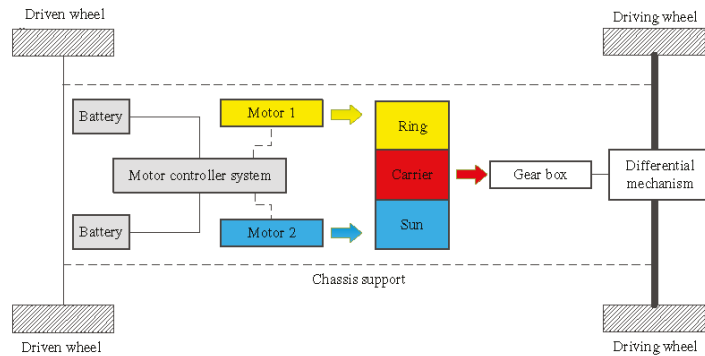 Driven wheel
Driving wheel
Battery
Motor 1
Ring
Motor controller system
Carrier
Gear box
Differential
mechanism
Battery
Motor 2
Sun
Chassis support
Driven wheel
Driving wheel